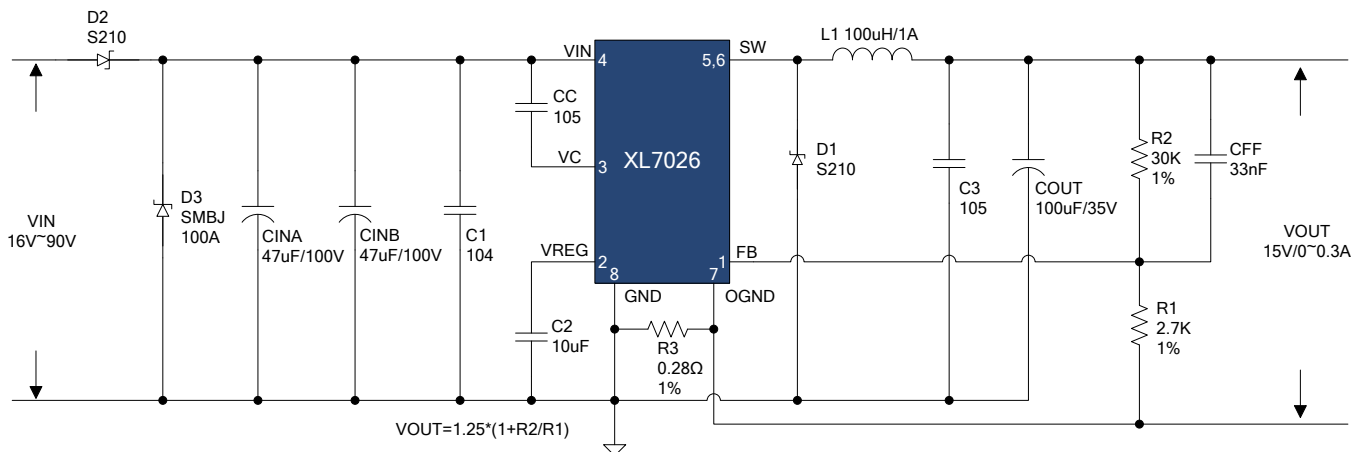 D2
S210
VIN
16V~90V
D3
SMBJ
100A
CINA
47uF/100V
CINB
47uF/100V
C1
104
CC
105
VIN
4
VC
3
VREG
2
C2
10uF
XL7026
8
GND
7
OGND
R3
0.28Ω
1%
5,6
SW
1
FB
L1 100uH/1A
D1
S210
C3
105
COUT
100uF/35V
R2
30K
1%
CFF
33nF
R1
2.7K
1%
VOUT
15V/0~0.3A
VOUT=1.25*(1+R2/R1)